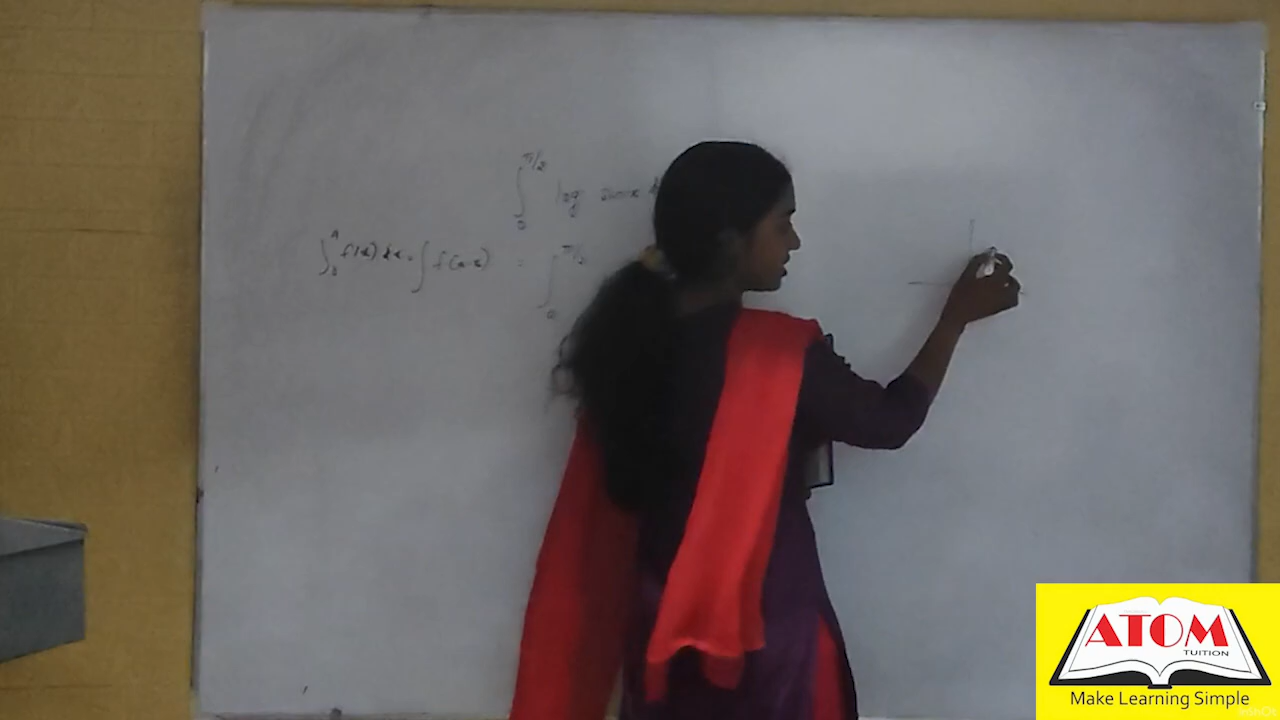 ∫₀^{π/2} log
∫₀^a f(x) dx = ∫ f(a-x) = ∫₀^{π/2}
ATOM
TUITION
Make Learning Simple